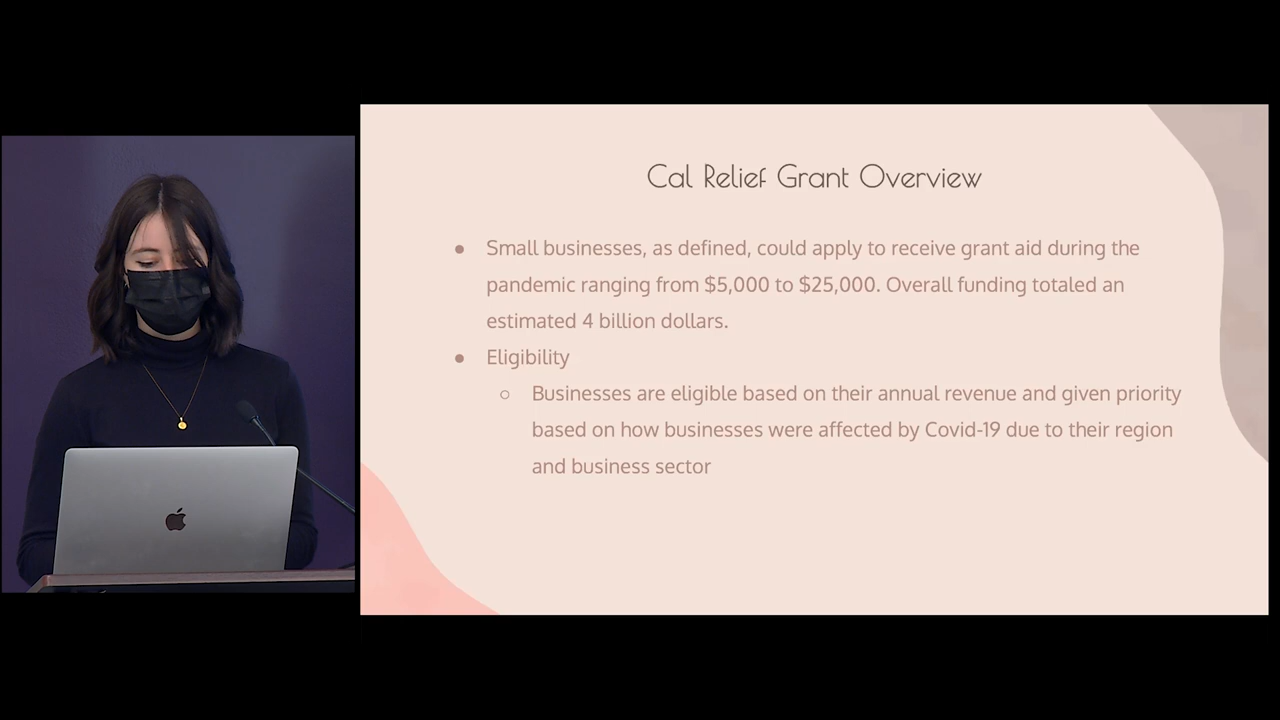 Cal Relief Grant Overview
● Small businesses, as defined, could apply to receive grant aid during the
pandemic ranging from $5,000 to $25,000. Overall funding totaled an
estimated 4 billion dollars.
● Eligibility
○ Businesses are eligible based on their annual revenue and given priority
based on how businesses were affected by Covid-19 due to their region
and business sector